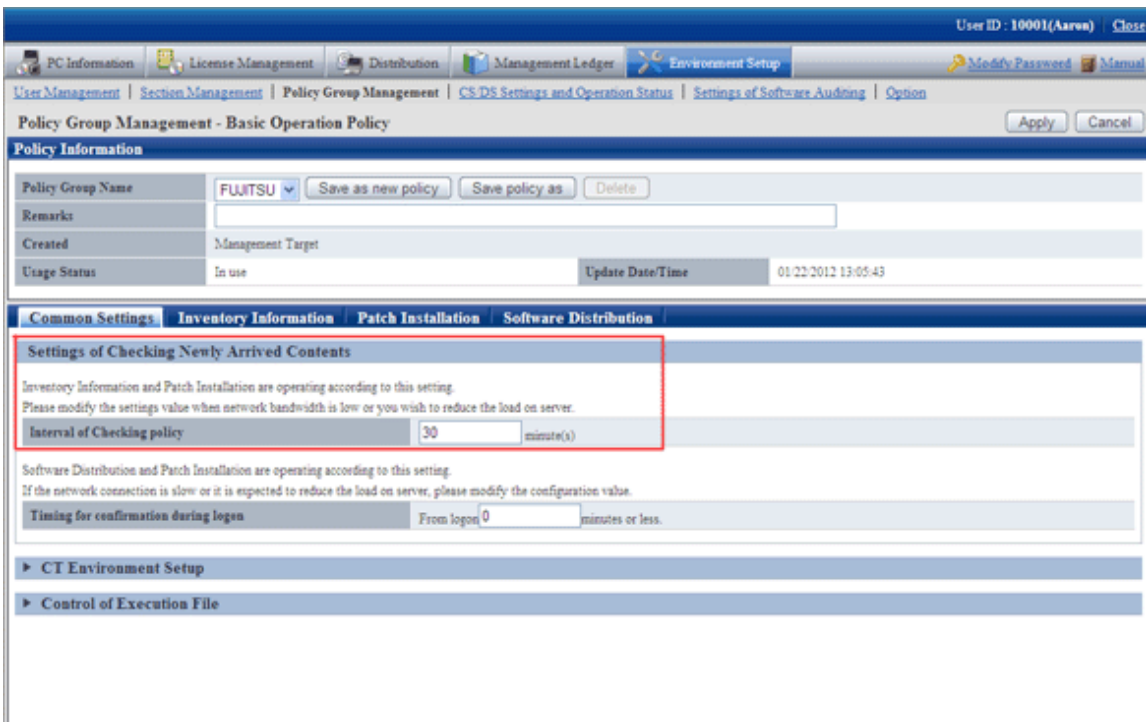 User ID : 10001(Aaron) Close
PC Information License Management Distribution Management Ledger Environment Setup Modify Password Manual
User Management | Section Management | Policy Group Management | CS/DS Settings and Operation Status | Settings of Software Auditing | Option
Policy Group Management - Basic Operation Policy Apply Cancel
Policy Information
Policy Group Name FUJITSU Save as new policy Save policy as Delete
Remarks
Created Management Target
Usage Status In use Update Date/Time 01/22/2012 13:05:43
Common Settings Inventory Information Patch Installation Software Distribution
Settings of Checking Newly Arrived Contents
Inventory Information and Patch Installation are operating according to this setting.
Please modify the settings value when network bandwidth is low or you wish to reduce the load on server.
Interval of Checking policy 30 minute(s)
Software Distribution and Patch Installation are operating according to this setting.
If the network connection is slow or it is expected to reduce the load on server, please modify the configuration value.
Timing for confirmation during logon From logon 0 minutes or less.
CT Environment Setup
Control of Execution File